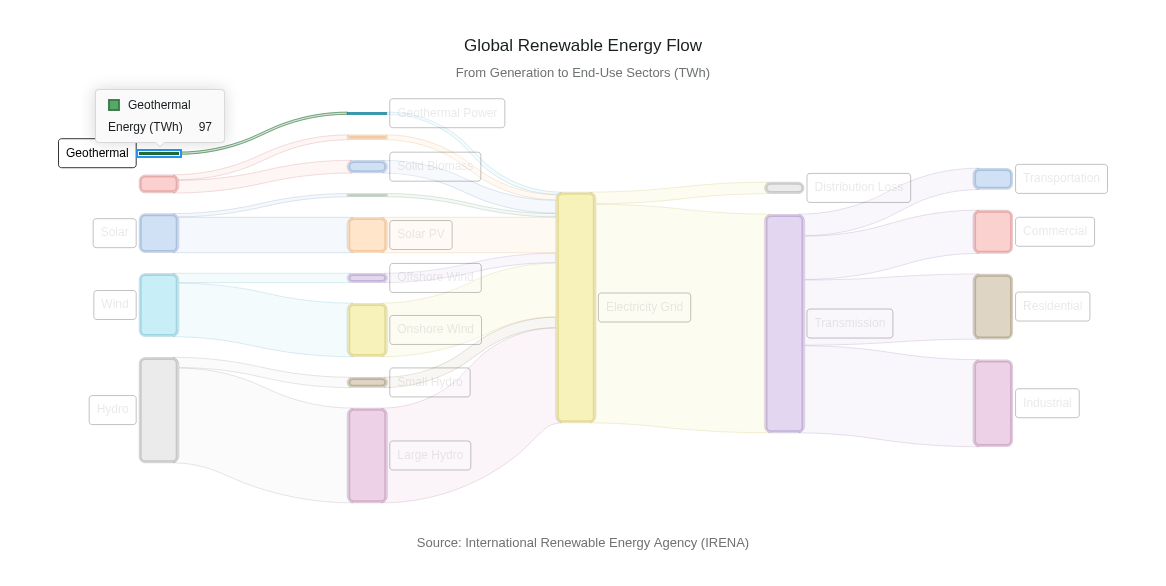 Global Renewable Energy Flow
From Generation to End-Use Sectors (TWh)
Geothermal
Energy (TWh) 97
Geothermal
Solar
Wind
Hydro
Geothermal Power
Solid Biomass
Solar PV
Offshore Wind
Onshore Wind
Small Hydro
Large Hydro
Electricity Grid
Distribution Loss
Transmission
Transportation
Commercial
Residential
Industrial
Source: International Renewable Energy Agency (IRENA)